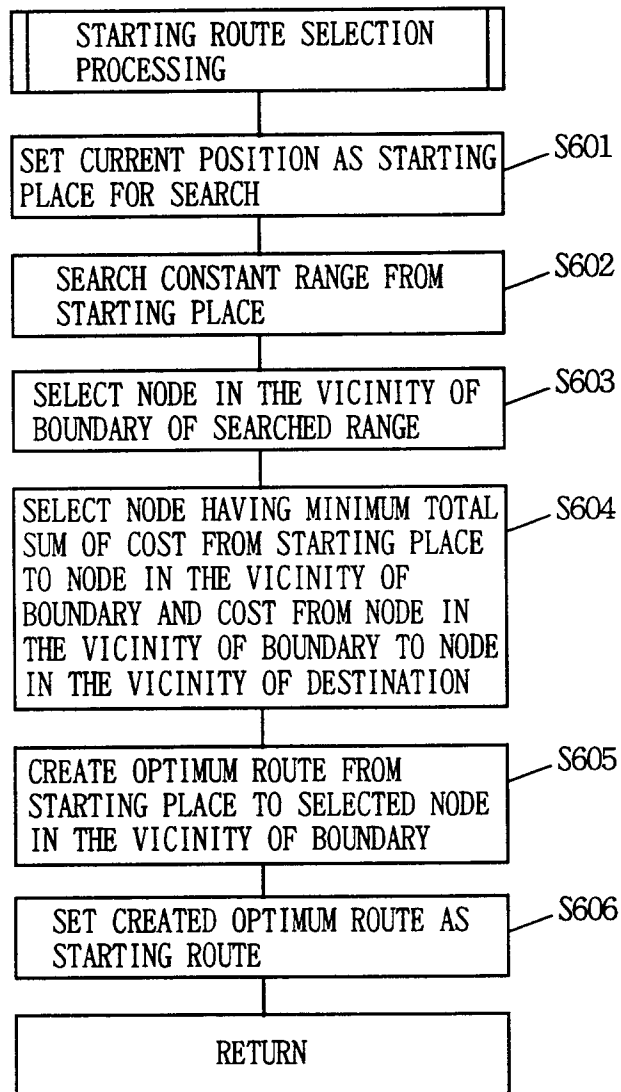 STARTING ROUTE SELECTION
PROCESSING
SET CURRENT POSITION AS STARTING
PLACE FOR SEARCH
S601
SEARCH CONSTANT RANGE FROM
STARTING PLACE
S602
SELECT NODE IN THE VICINITY OF
BOUNDARY OF SEARCHED RANGE
S603
SELECT NODE HAVING MINIMUM TOTAL
SUM OF COST FROM STARTING PLACE
TO NODE IN THE VICINITY OF
BOUNDARY AND COST FROM NODE IN
THE VICINITY OF BOUNDARY TO NODE
IN THE VICINITY OF DESTINATION
S604
CREATE OPTIMUM ROUTE FROM
STARTING PLACE TO SELECTED NODE
IN THE VICINITY OF BOUNDARY
S605
SET CREATED OPTIMUM ROUTE AS
STARTING ROUTE
S606
RETURN